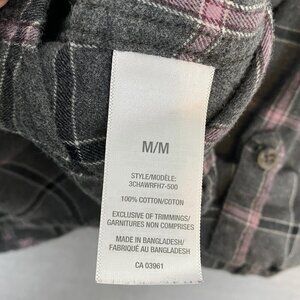 M/M
STYLE/MODÈLE:
3CHAWRFH7-500
100% COTTON/COTON
EXCLUSIVE OF TRIMMINGS/
GARNITURES NON COMPRISES
MADE IN BANGLADESH/
FABRIQUÉ AU BANGLADESH
CA 03961